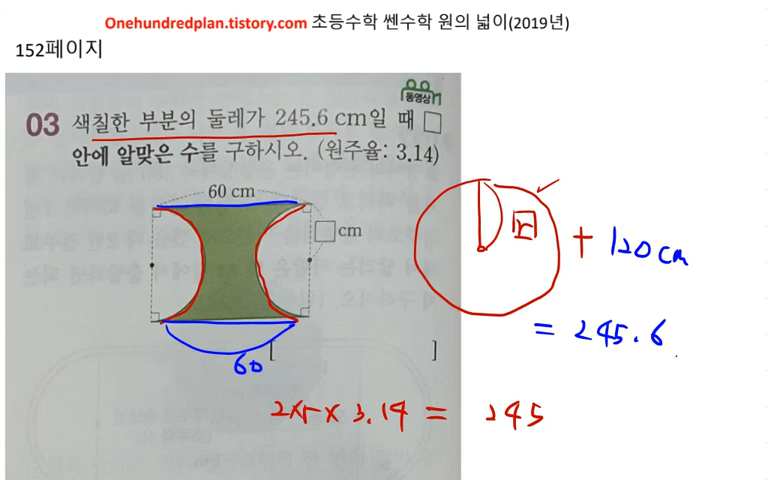 Onehundredplan.tistory.com 초등수학 쎈수학 원의 넓이(2019년)
152페이지
동영상
03 색칠한 부분의 둘레가 245.6 cm일 때 □
안에 알맞은 수를 구하시오. (원주율: 3.14)
60 cm
□ cm
r
+ 120 cm
= 245.6
60
[ ]
2×r×3.14 = 245